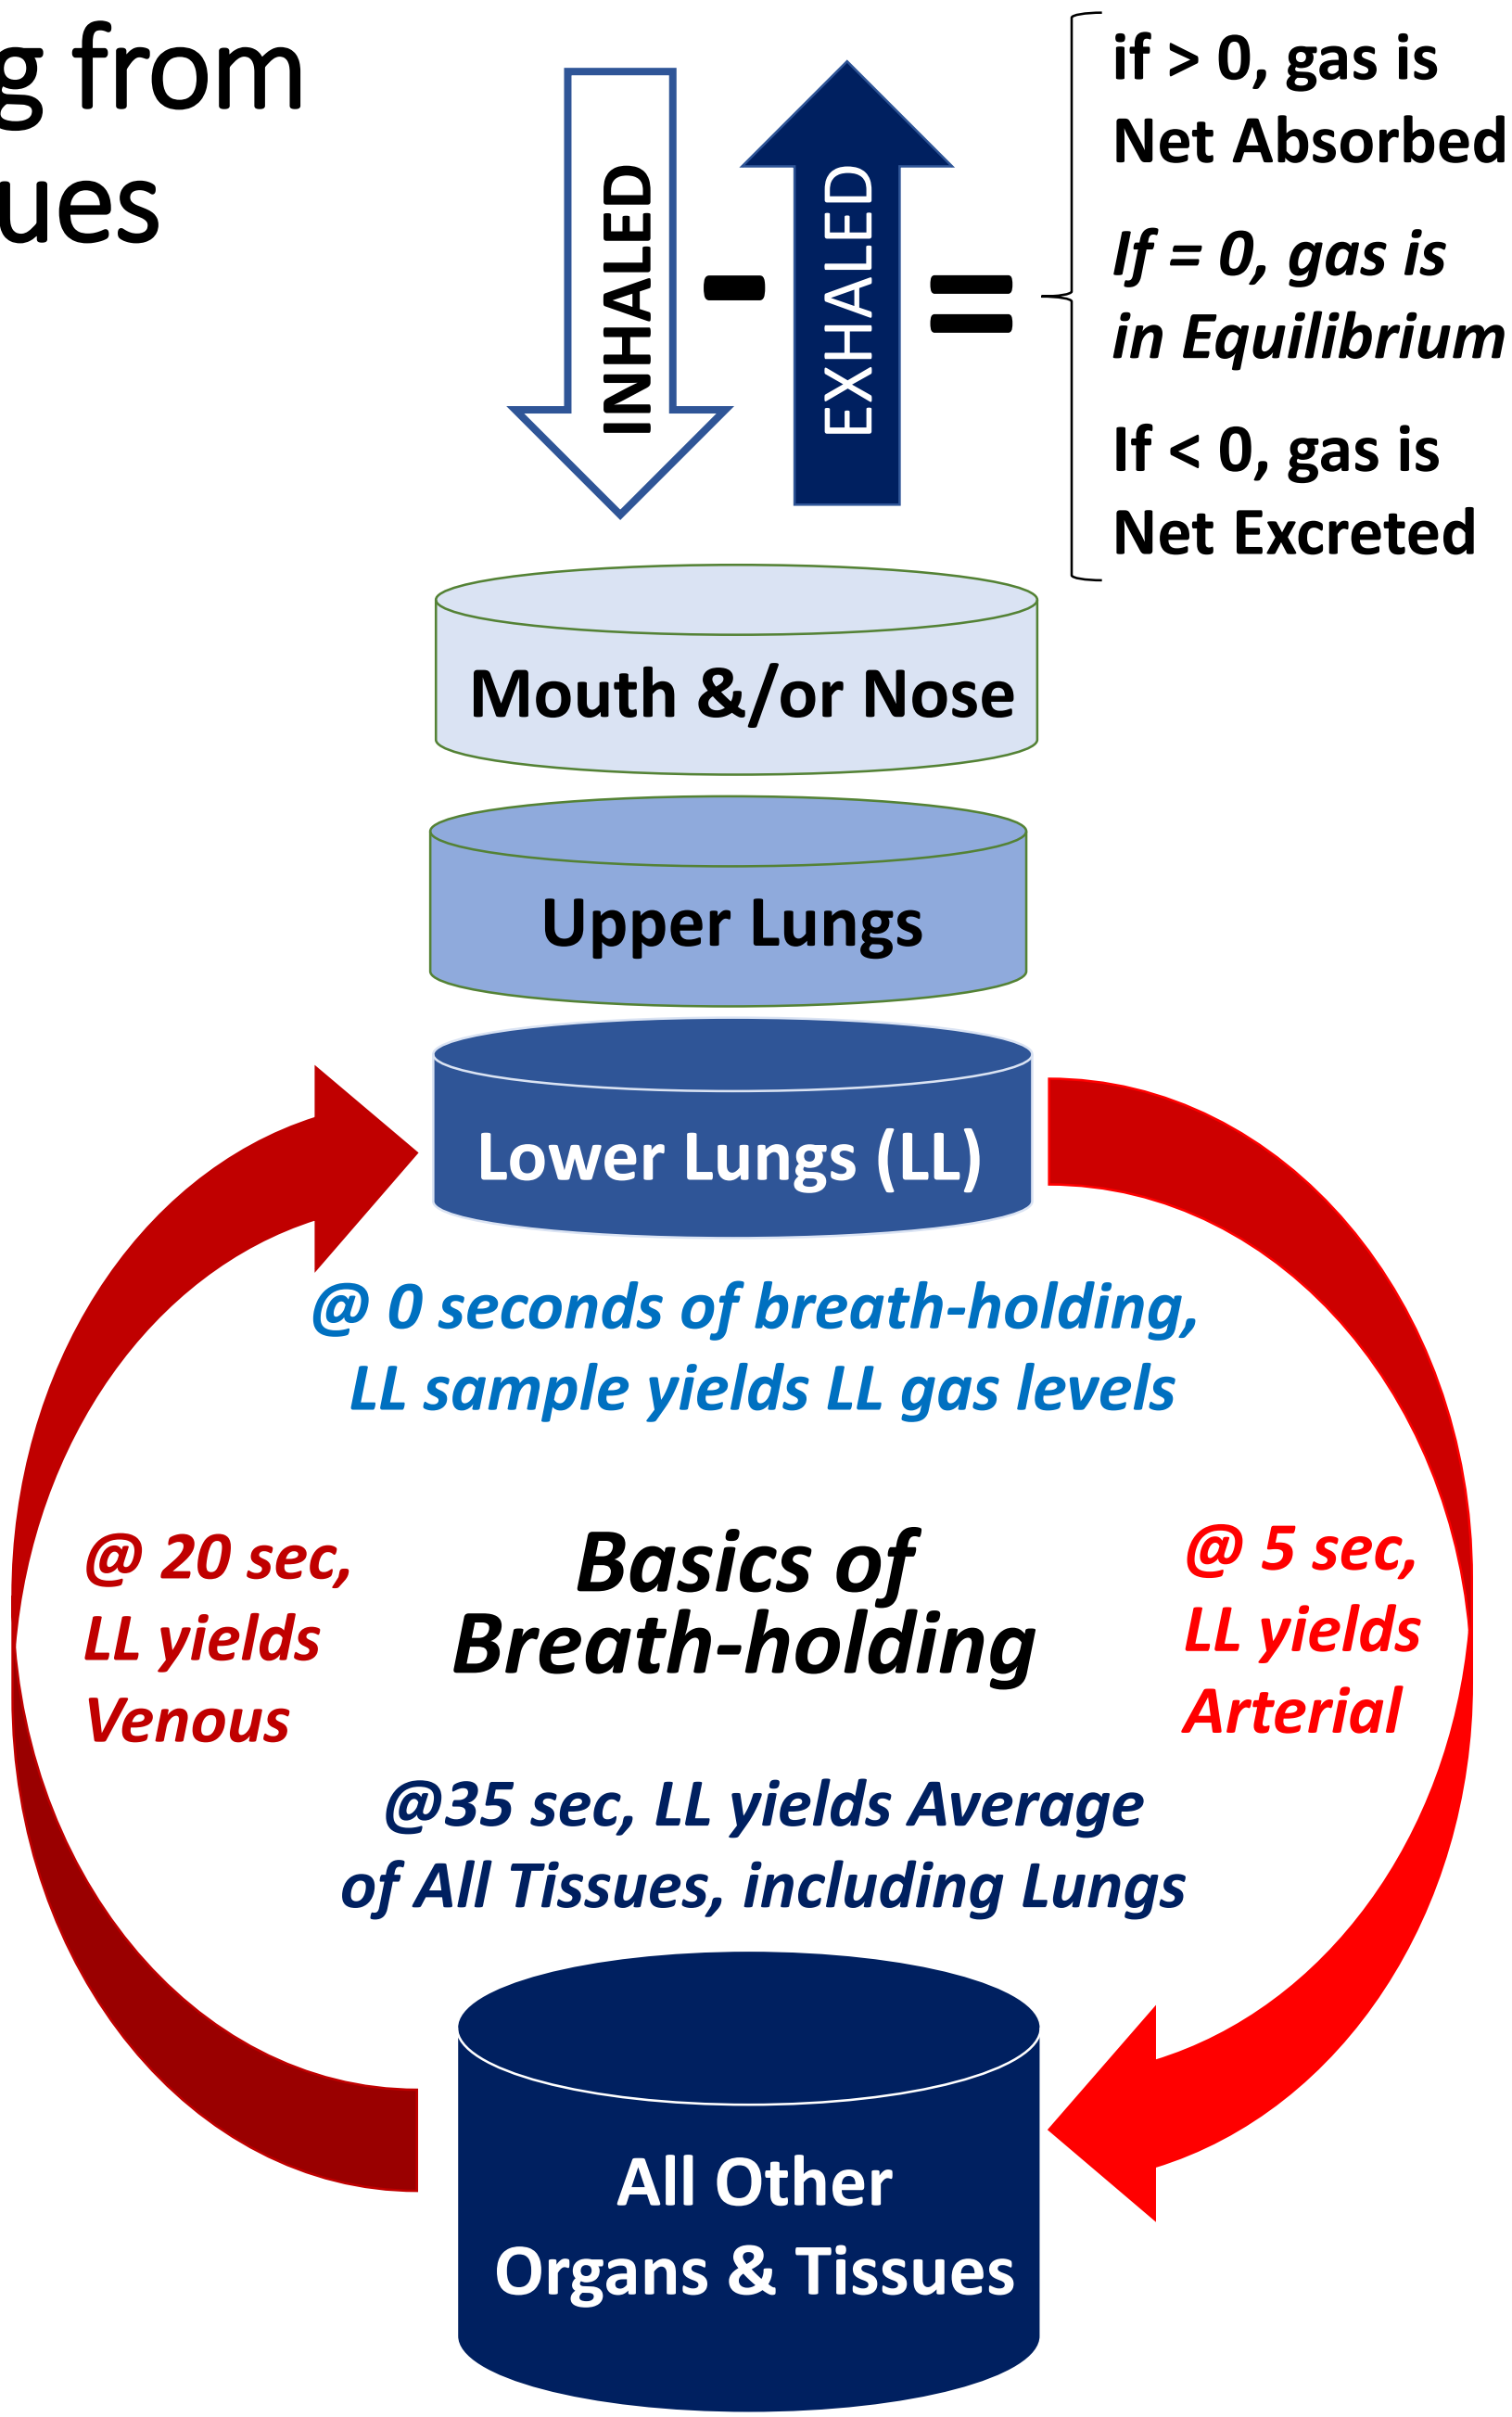 g from
ues
INHALED
-
EXHALED
=
if > 0, gas is
Net Absorbed
If = 0, gas is
in Equilibrium
If < 0, gas is
Net Excreted
Mouth &/or Nose
Upper Lungs
Lower Lungs (LL)
@ 0 seconds of breath-holding,
LL sample yields LL gas levels
@ 20 sec,
LL yields
Venous
Basics of
Breath-holding
@ 5 sec,
LL yields
Arterial
@35 sec, LL yields Average
of All Tissues, including Lungs
All Other
Organs & Tissues